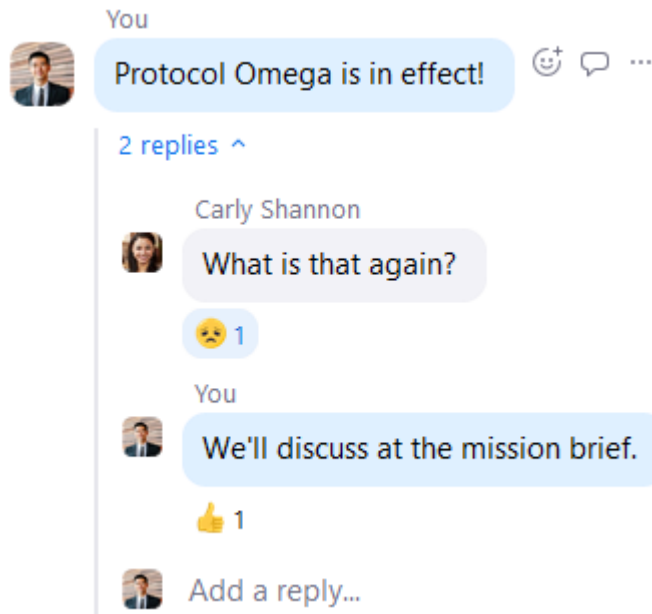 You
Protocol Omega is in effect!
2 replies
Carly Shannon
What is that again?
1
You
We'll discuss at the mission brief.
1
Add a reply...